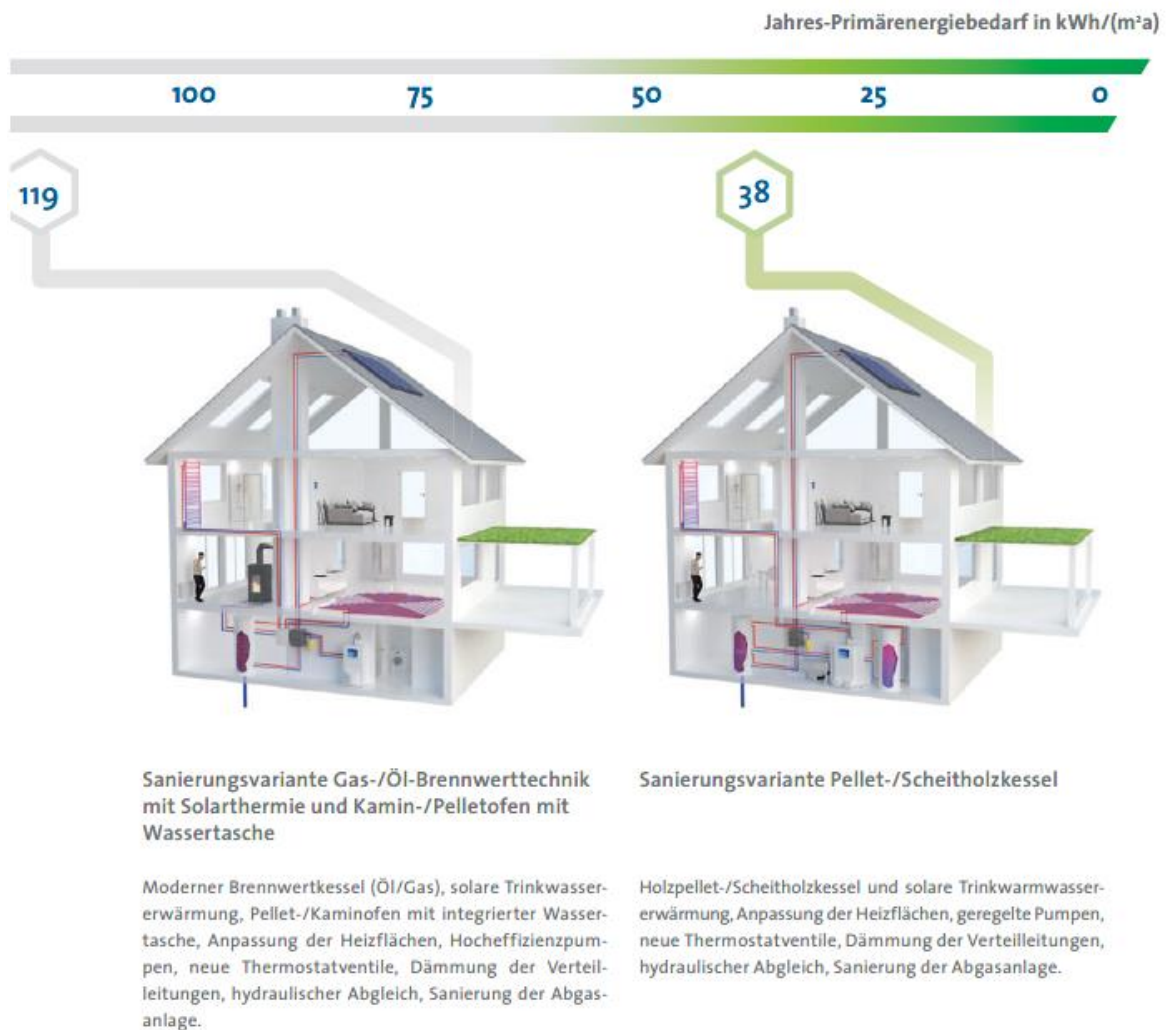 Jahres-Primärenergiebedarf in kWh/(m²a)
100 75 50 25 0
119 38
Sanierungsvariante Gas-/Öl-Brennwerttechnik
mit Solarthermie und Kamin-/Pelletofen mit
Wassertasche
Moderner Brennwertkessel (Öl/Gas), solare Trinkwasser-
erwärmung, Pellet-/Kaminofen mit integrierter Wasser-
tasche, Anpassung der Heizflächen, Hocheffizienzpum-
pen, neue Thermostatventile, Dämmung der Verteil-
leitungen, hydraulischer Abgleich, Sanierung der Abgas-
anlage.
Sanierungsvariante Pellet-/Scheitholzkessel
Holzpellet-/Scheitholzkessel und solare Trinkwarmwasser-
erwärmung, Anpassung der Heizflächen, geregelte Pumpen,
neue Thermostatventile, Dämmung der Verteilleitungen,
hydraulischer Abgleich, Sanierung der Abgasanlage.